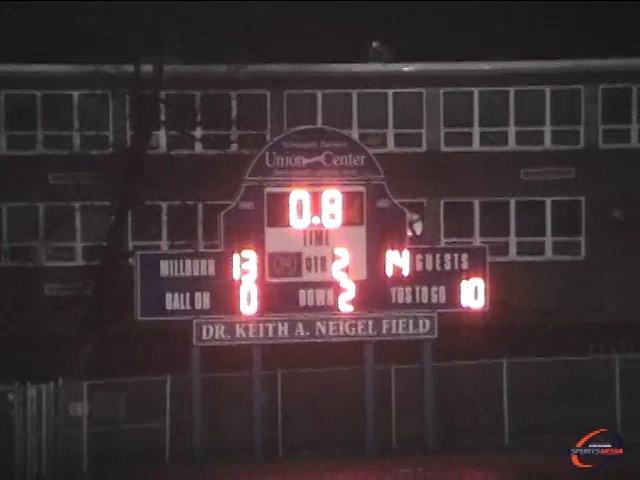 Union Center
0.8
TIME
MILLBURN 13 QTR 2 14 GUESTS
BALL ON 0 DOWN 2 YDS TO GO 10
DR. KEITH A. NEIGEL FIELD
SPORTSMEDIA